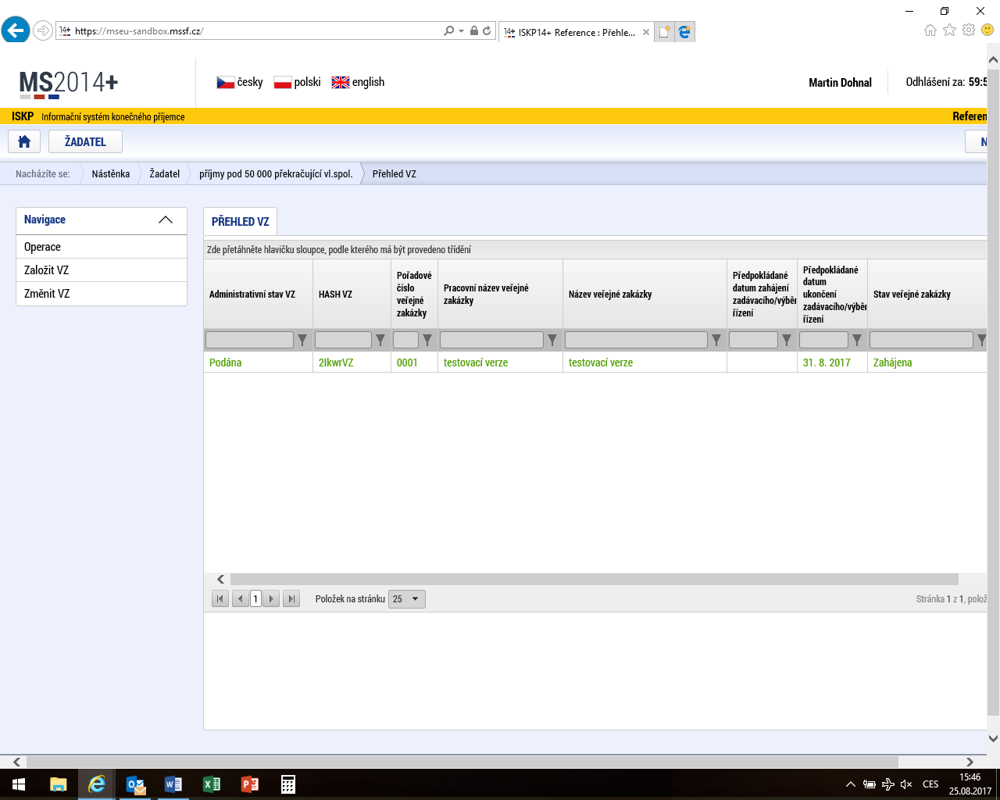 https://mseu-sandbox.mssf.cz/
14+ ISKP14+ Reference : Přehle...
MS2014+
česky
polski
english
Martin Dohnal
Odhlášení za: 59:5
ISKP Informační systém konečného příjemce
Referen
ŽADATEL
N
Nacházíte se:
Nástěnka
Žadatel
příjmy pod 50 000 překračující vl.spol.
Přehled VZ
Navigace
Operace
Založit VZ
Změnit VZ
PŘEHLED VZ
Zde přetáhněte hlavičku sloupce, podle kterého má být provedeno třídění
Administrativní stav VZ
HASH VZ
Pořadové
číslo
veřejné
zakázky
Pracovní název veřejné
zakázky
Název veřejné zakázky
Předpokládané
datum zahájení
zadávacího/výběr
řízení
Předpokládané
datum
ukončení
zadávacího/výběr
řízení
Stav veřejné zakázky
Podána
2IkwrVZ
0001
testovací verze
testovací verze
31. 8. 2017
Zahájena
1
Položek na stránku 25
Stránka 1 z 1, polož
CES
15:46
25.08.2017